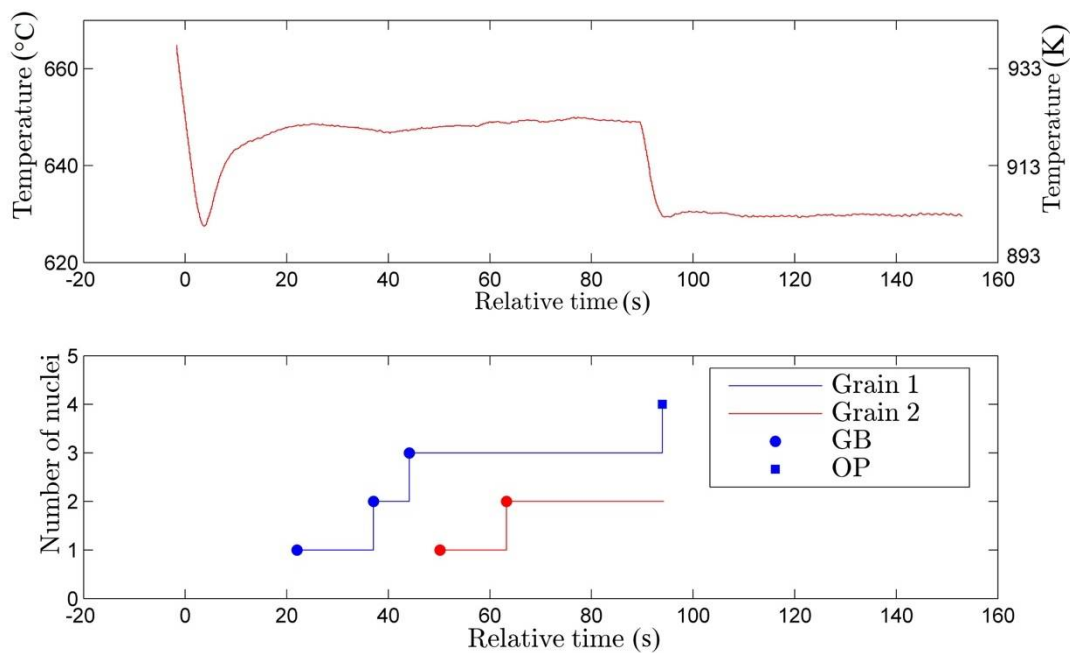 Temperature (°C)
660
640
620
933
913
893
Temperature (K)
-20 0 20 40 60 80 100 120 140 160
Relative time (s)
Number of nuclei
5
4
3
2
1
0
Grain 1
Grain 2
GB
OP
-20 0 20 40 60 80 100 120 140 160
Relative time (s)